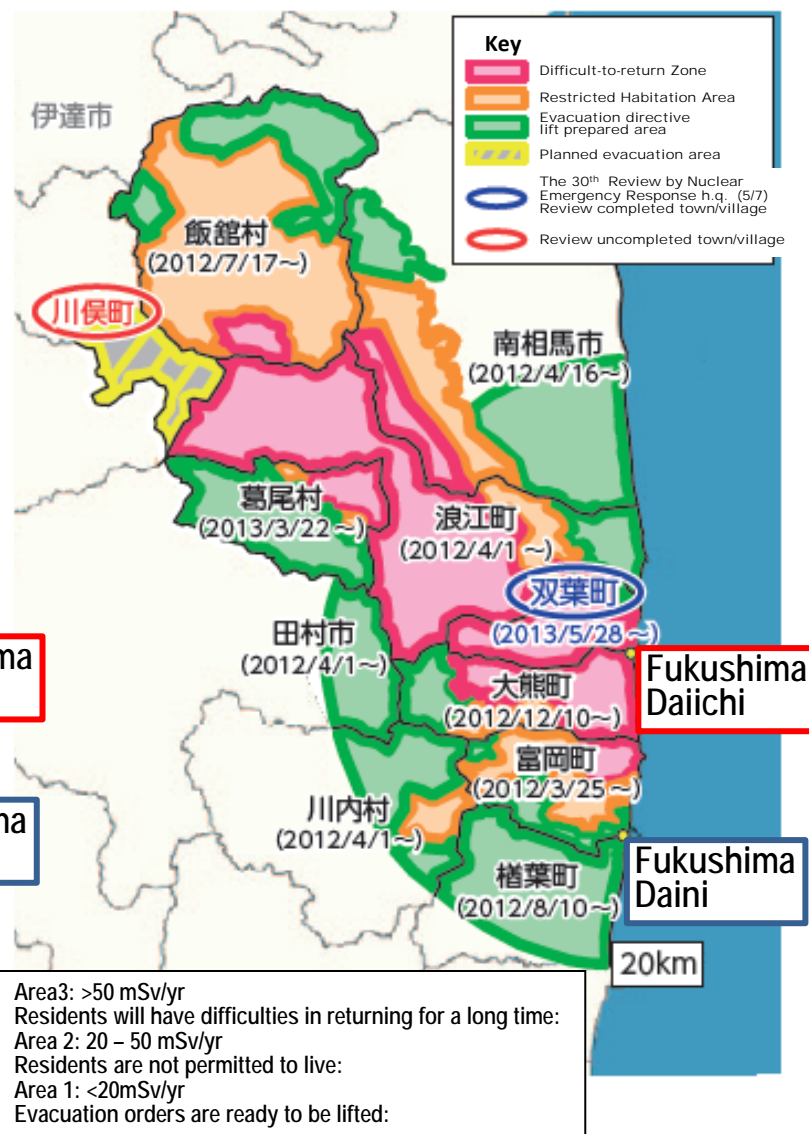 Key
Difficult-to-return Zone
Restricted Habitation Area
Evacuation directive
lift prepared area
Planned evacuation area
The 30th Review by Nuclear
Emergency Response h.q. (5/7)
Review completed town/village
Review uncompleted town/village
伊達市
飯舘村
(2012/7/17～)
川俣町
南相馬市
(2012/4/16～)
葛尾村
(2013/3/22～)
浪江町
(2012/4/1～)
双葉町
(2013/5/28～)
田村市
(2012/4/1～)
ma
Fukushima
Daiichi
大熊町
(2012/12/10～)
富岡町
(2012/3/25～)
川内村
(2012/4/1～)
na
Fukushima
Daini
楢葉町
(2012/8/10～)
20km
Area3: >50 mSv/yr
Residents will have difficulties in returning for a long time:
Area 2: 20 – 50 mSv/yr
Residents are not permitted to live:
Area 1: <20mSv/yr
Evacuation orders are ready to be lifted: